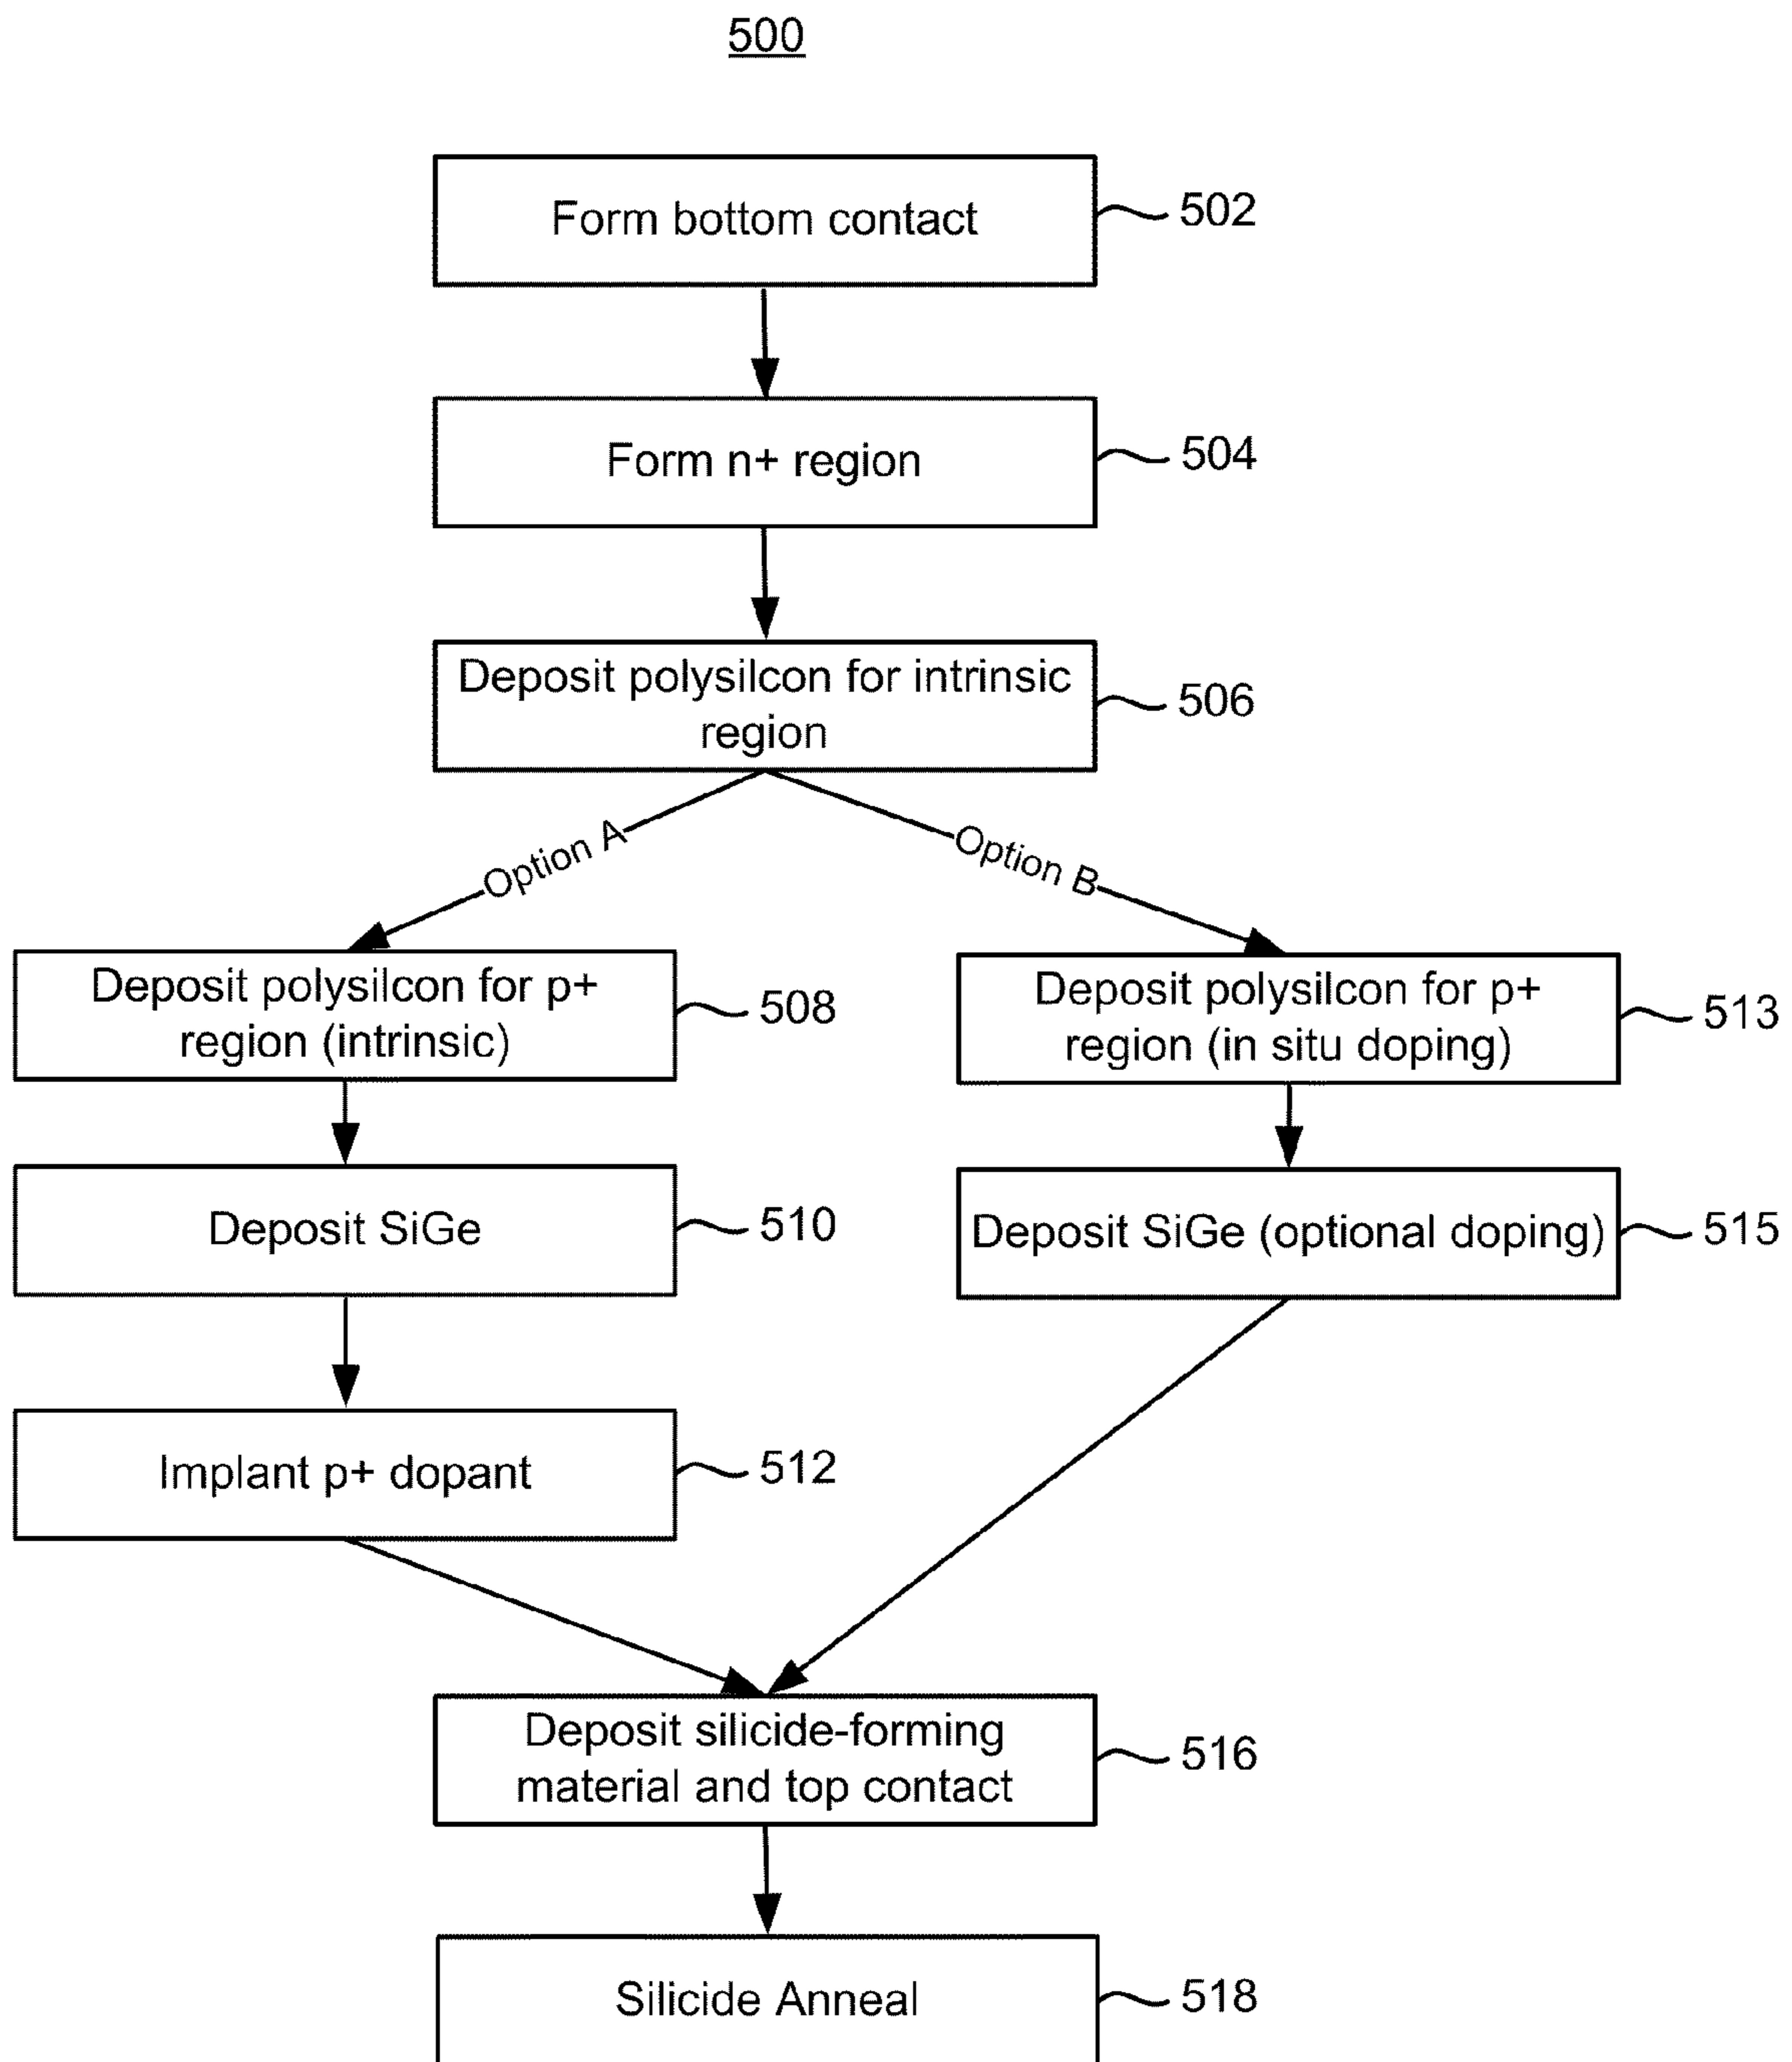 500
Form bottom contact
502
Form n+ region
504
Deposit polysilcon for intrinsic
region
506
Option A
Option B
Deposit polysilcon for p+
region (intrinsic)
508
Deposit polysilcon for p+
region (in situ doping)
513
Deposit SiGe
510
Deposit SiGe (optional doping)
515
Implant p+ dopant
512
Deposit silicide-forming
material and top contact
516
Silicide Anneal
518